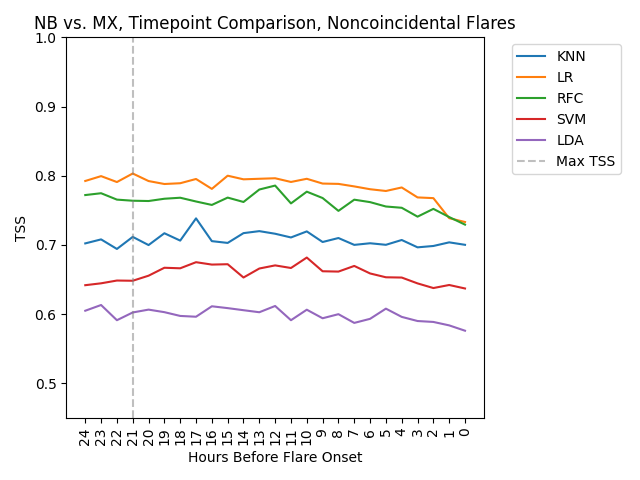 NB vs. MX, Timepoint Comparison, Noncoincidental Flares
1.0
0.9
0.8
0.7
0.6
0.5
TSS
24 23 22 21 20 19 18 17 16 15 14 13 12 11 10 9 8 7 6 5 4 3 2 1 0
Hours Before Flare Onset
KNN
LR
RFC
SVM
LDA
Max TSS